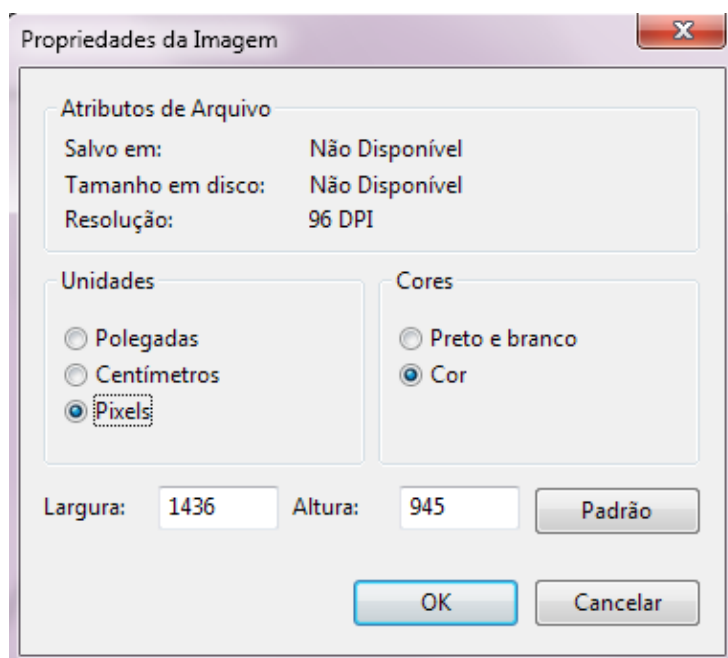 Propriedades da Imagem
Atributos de Arquivo
Salvo em: Não Disponível
Tamanho em disco: Não Disponível
Resolução: 96 DPI
Unidades
Polegadas
Centímetros
Pixels
Cores
Preto e branco
Cor
Largura: 1436 Altura: 945 Padrão
OK Cancelar